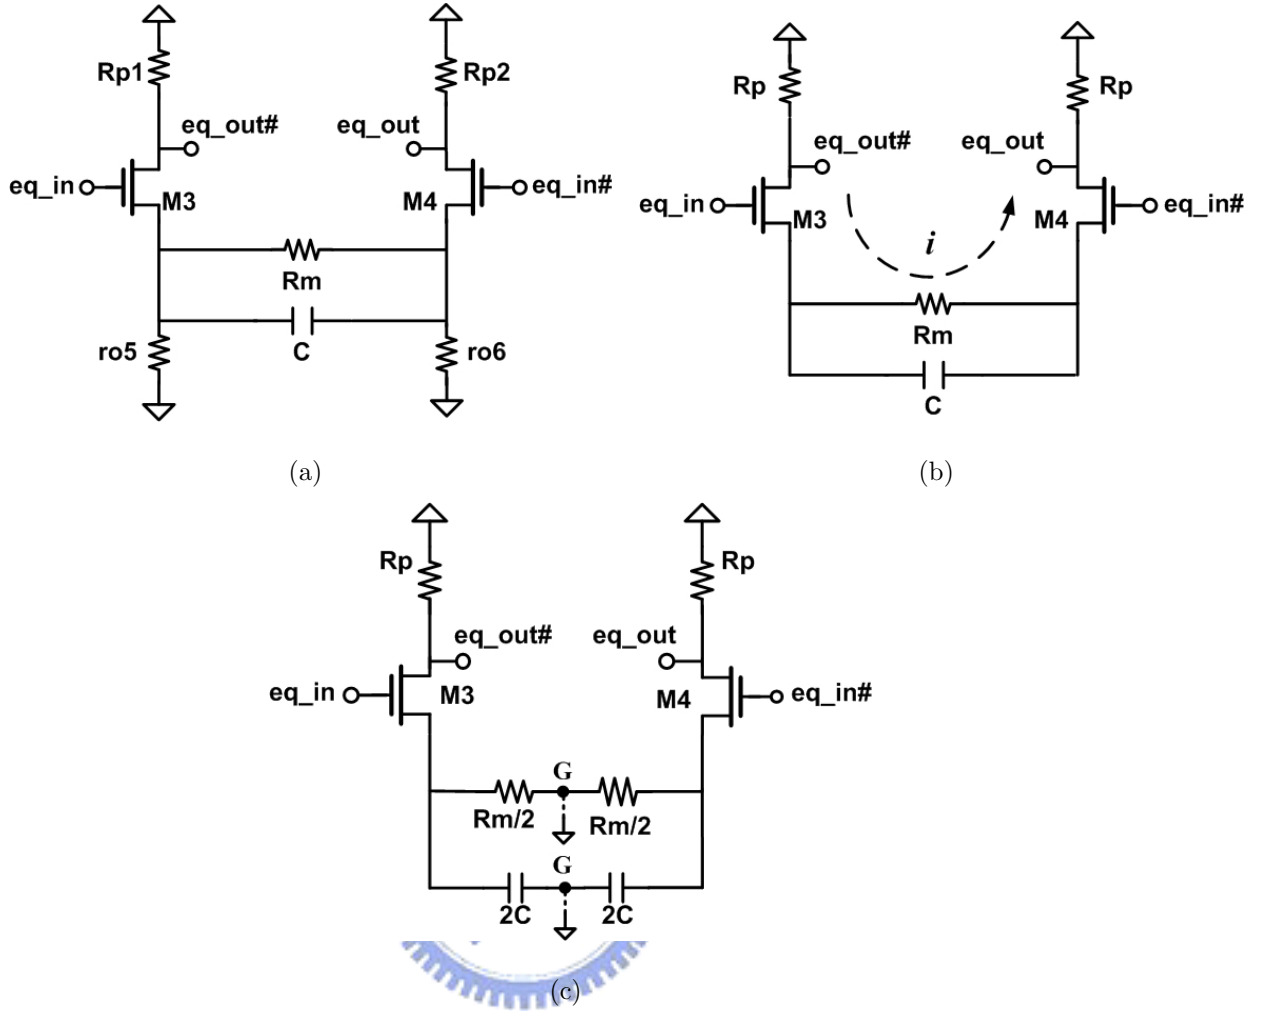 Rp1
Rp2
eq_out#
eq_out
eq_in
M3
M4
eq_in#
Rm
ro5
C
ro6
(a)
Rp
Rp
eq_out#
eq_out
eq_in
M3
M4
eq_in#
i
Rm
C
(b)
Rp
Rp
eq_out#
eq_out
eq_in
M3
M4
eq_in#
G
Rm/2
Rm/2
G
2C
2C
(c)